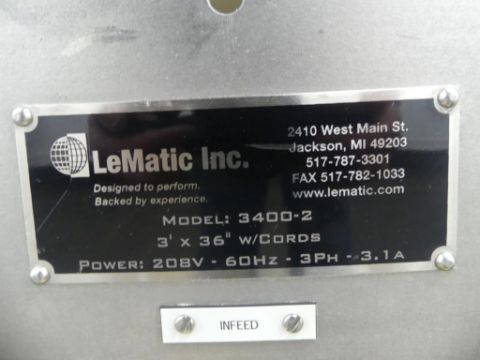 LeMatic Inc.
Designed to perform.
Backed by experience.
2410 West Main St.
Jackson, MI 49203
517-787-3301
FAX 517-782-1033
www.lematic.com
MODEL: 3400-2
3' X 36" W/CORDS
POWER: 208V - 60HZ - 3PH - 3.1A
INFEED